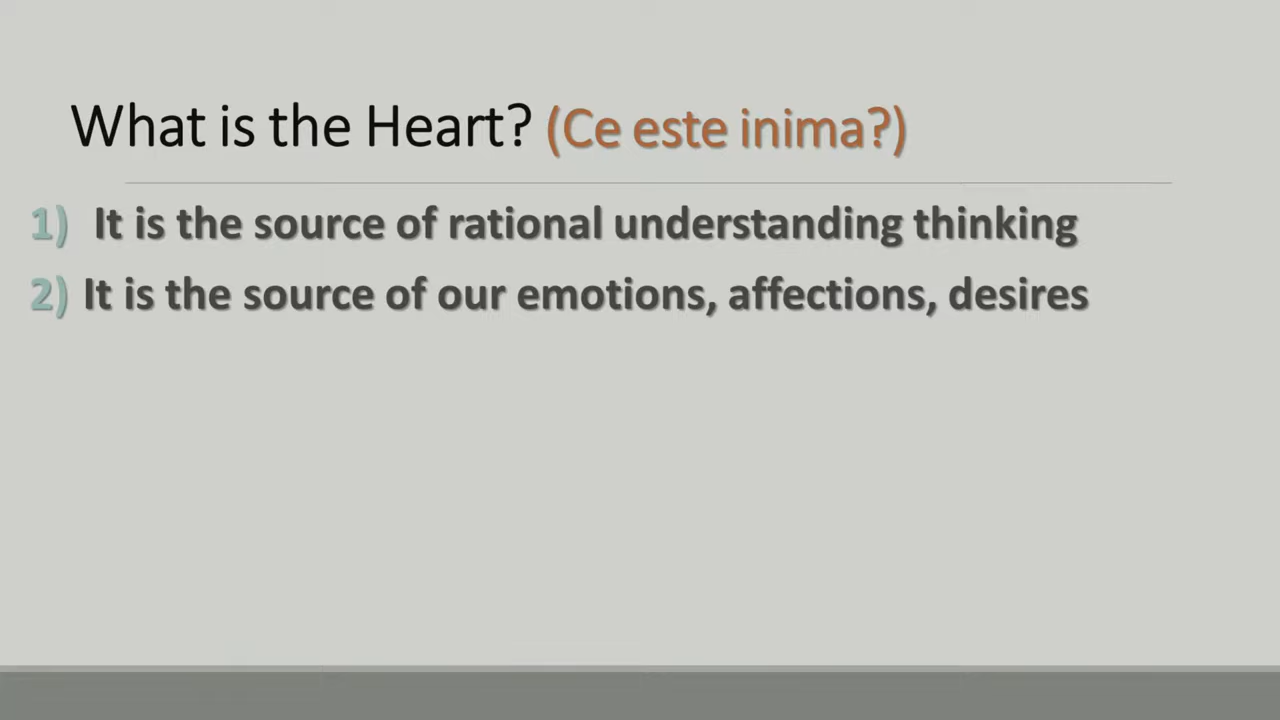 What is the Heart? (Ce este inima?)
1) It is the source of rational understanding thinking
2) It is the source of our emotions, affections, desires